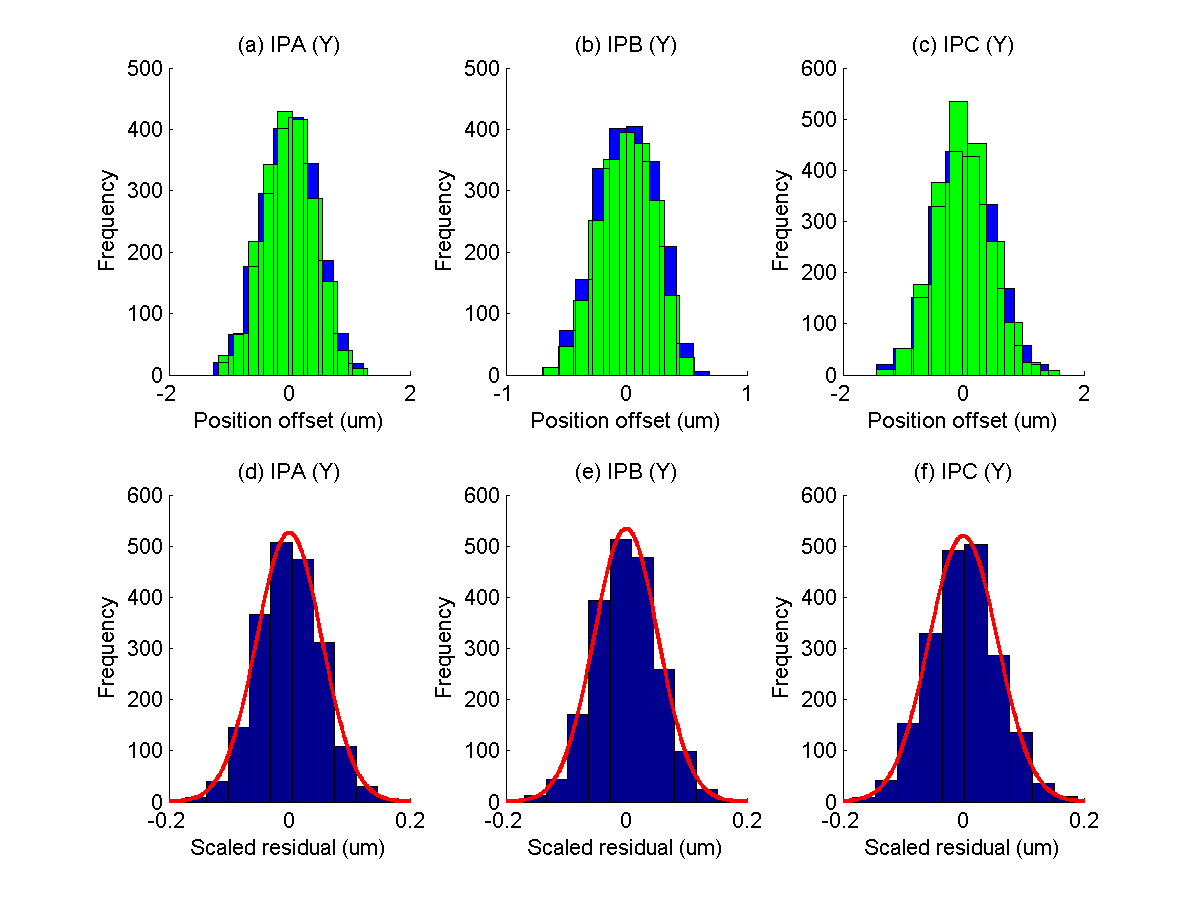 (a) IPA (Y) (b) IPB (Y) (c) IPC (Y)
500 500 600
400 400 500
300 300 400
200 200 300
100 100 200
0 0 100
0
-2 0 2 -1 0 1 -2 0 2
Frequency Frequency Frequency
Position offset (um) Position offset (um) Position offset (um)
(d) IPA (Y) (e) IPB (Y) (f) IPC (Y)
600 600 600
500 500 500
400 400 400
300 300 300
200 200 200
100 100 100
0 0 0
-0.2 0 0.2 -0.2 0 0.2 -0.2 0 0.2
Frequency Frequency Frequency
Scaled residual (um) Scaled residual (um) Scaled residual (um)